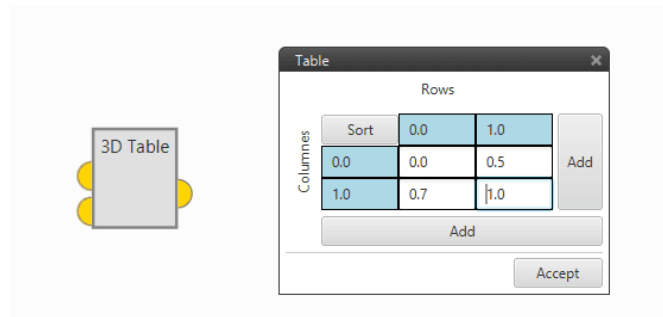 3D Table
Table
Rows
Columnes
Sort 0.0 1.0
0.0 0.0 0.5
1.0 0.7 1.0
Add
Add
Accept